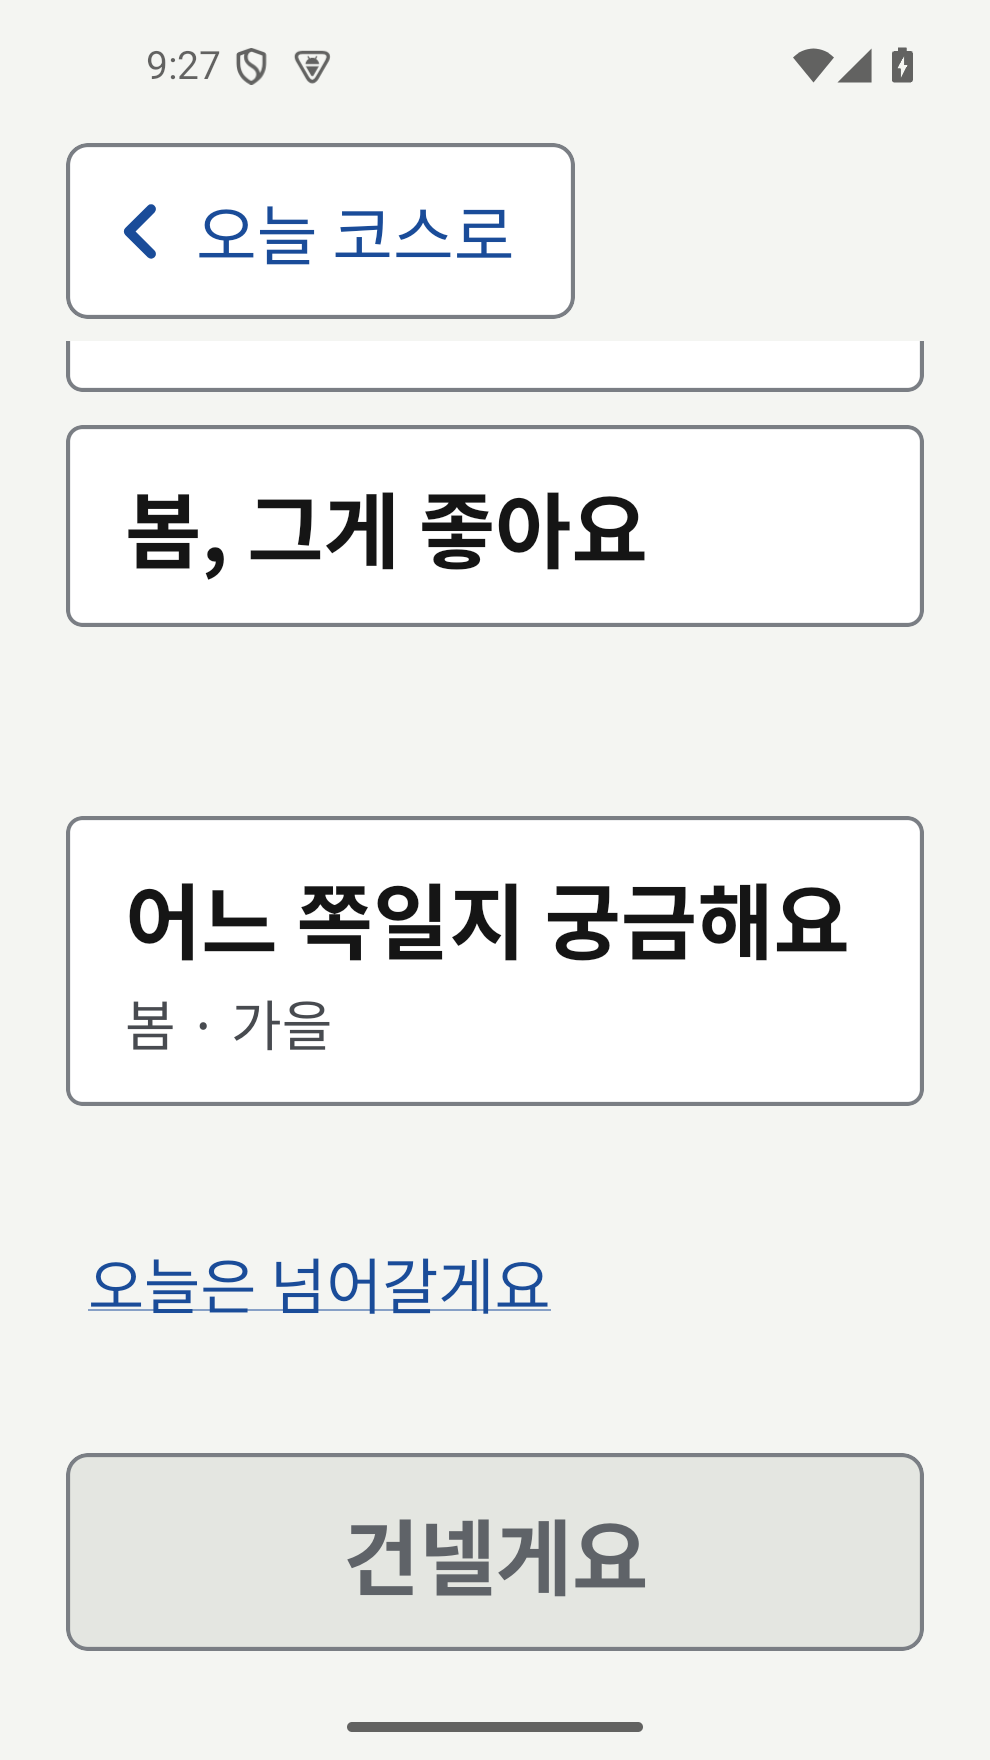 9:27
오늘 코스로
봄, 그게 좋아요
어느 쪽일지 궁금해요
봄 · 가을
오늘은 넘어갈게요
건넬게요